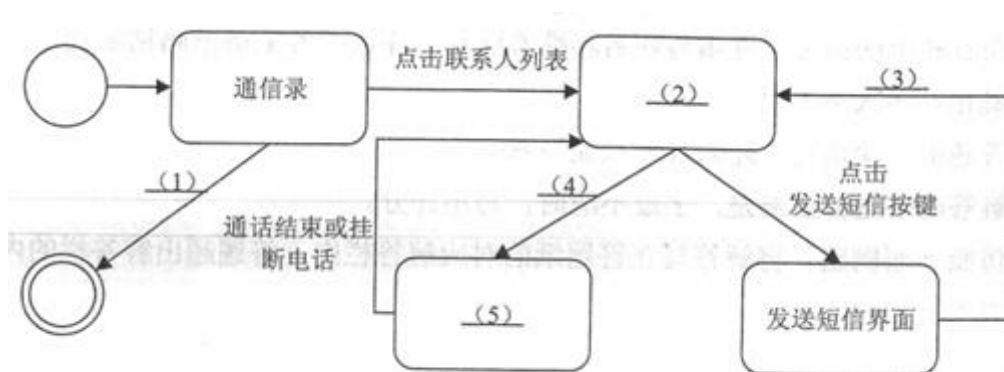 通信录
点击联系人列表
（2）
（3）
（1）
（4）
点击
发送短信按键
通话结束或挂
断电话
（5）
发送短信界面